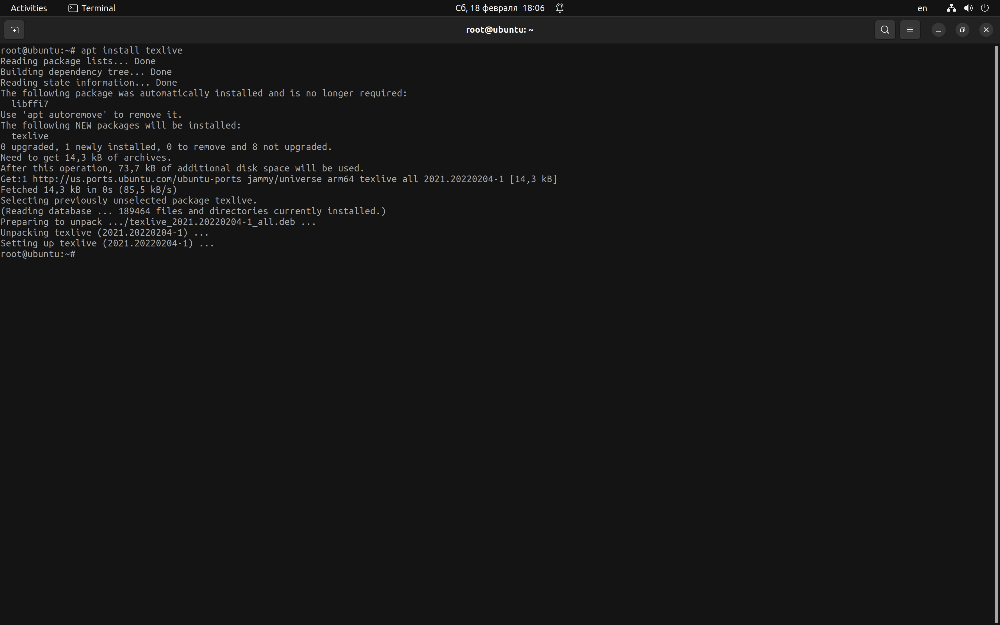 Activities Terminal Сб, 18 февраля 18:06 en
root@ubuntu: ~
root@ubuntu:~# apt install texlive
Reading package lists... Done
Building dependency tree... Done
Reading state information... Done
The following package was automatically installed and is no longer required:
  libffi7
Use 'apt autoremove' to remove it.
The following NEW packages will be installed:
  texlive
0 upgraded, 1 newly installed, 0 to remove and 8 not upgraded.
Need to get 14,3 kB of archives.
After this operation, 73,7 kB of additional disk space will be used.
Get:1 http://us.ports.ubuntu.com/ubuntu-ports jammy/universe arm64 texlive all 2021.20220204-1 [14,3 kB]
Fetched 14,3 kB in 0s (85,5 kB/s)
Selecting previously unselected package texlive.
(Reading database ... 189464 files and directories currently installed.)
Preparing to unpack .../texlive_2021.20220204-1_all.deb ...
Unpacking texlive (2021.20220204-1) ...
Setting up texlive (2021.20220204-1) ...
root@ubuntu:~#